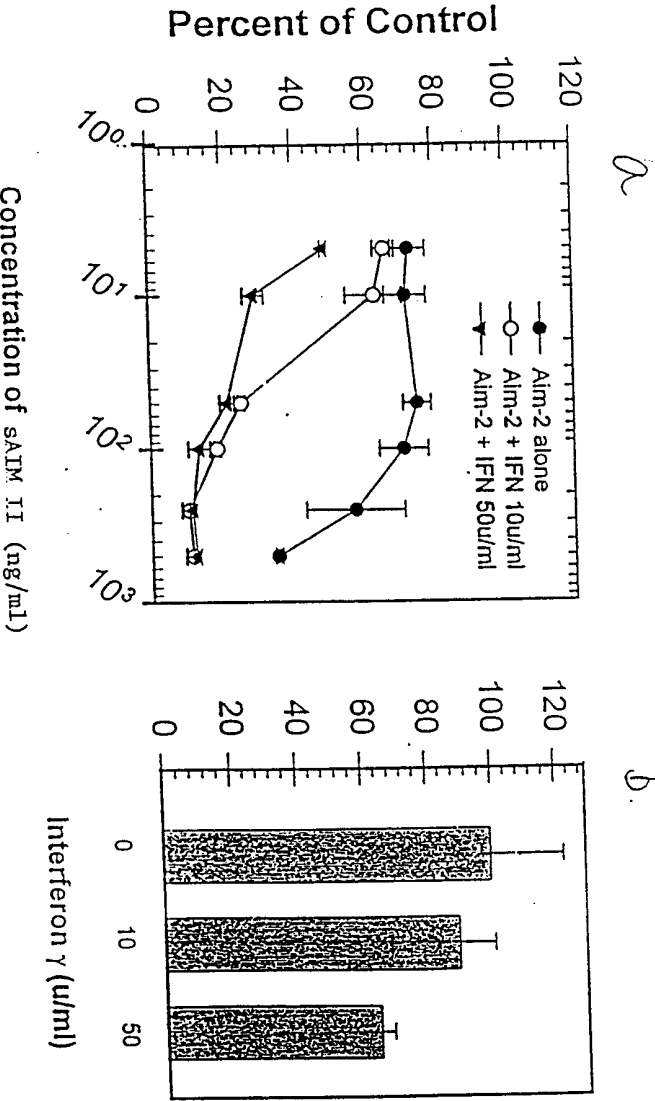 a
Percent of Control
120
100
80
60
40
20
0
10⁰
10¹
10²
10³
Aim-2 alone
Aim-2 + IFN 10u/ml
Aim-2 + IFN 50u/ml
Concentration of sAIM II (ng/ml)
b.
120
100
80
60
40
20
0
0
10
50
Interferon γ (u/ml)